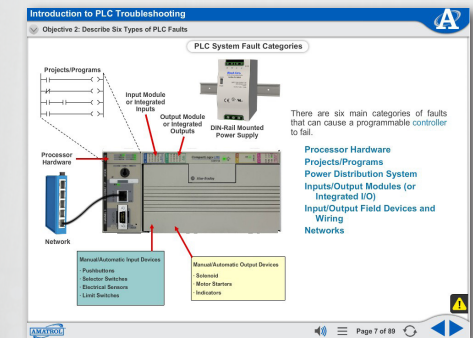 Introduction to PLC Troubleshooting
Objective 2: Describe Six Types of PLC Faults
PLC System Fault Categories
Projects/Programs
Input Module
or Integrated
Inputs
Output Module
or Integrated
Outputs
DIN-Rail Mounted
Power Supply
Processor
Hardware
Network
There are six main categories of faults
that can cause a programmable controller
to fail.
Processor Hardware
Projects/Programs
Power Distribution System
Inputs/Output Modules (or
Integrated I/O)
Input/Output Field Devices and
Wiring
Networks
Manual/Automatic Input Devices
· Pushbuttons
· Selector Switches
· Electrical Sensors
· Limit Switches
Manual/Automatic Output Devices
· Solenoid
· Motor Starters
· Indicators
AMATROL
Page 7 of 89